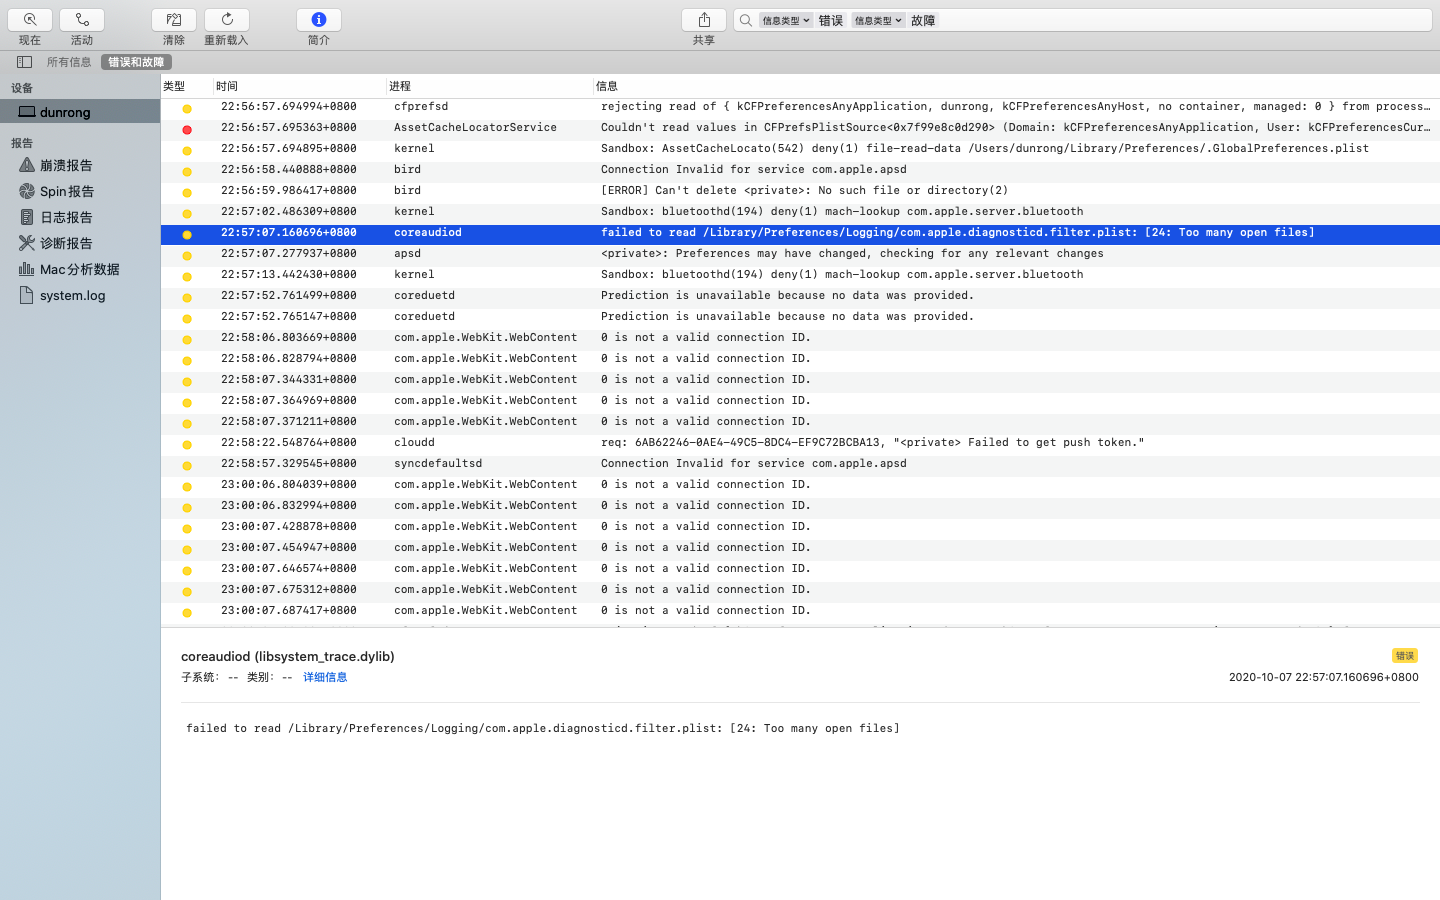 信息类型 错误 信息类型 故障
现在 活动 清除 重新载入 简介 共享
所有信息 错误和故障
设备
dunrong
报告
崩溃报告
Spin报告
日志报告
诊断报告
Mac分析数据
system.log
类型 时间 进程 信息
22:56:57.694994+0800 cfprefsd rejecting read of { kCFPreferencesAnyApplication, dunrong, kCFPreferencesAnyHost, no container, managed: 0 } from process…
22:56:57.695363+0800 AssetCacheLocatorService Couldn't read values in CFPrefsPlistSource<0x7f99e8c0d290> (Domain: kCFPreferencesAnyApplication, User: kCFPreferencesCur…
22:56:57.694895+0800 kernel Sandbox: AssetCacheLocato(542) deny(1) file-read-data /Users/dunrong/Library/Preferences/.GlobalPreferences.plist
22:56:58.440888+0800 bird Connection Invalid for service com.apple.apsd
22:56:59.986417+0800 bird [ERROR] Can't delete <private>: No such file or directory(2)
22:57:02.486309+0800 kernel Sandbox: bluetoothd(194) deny(1) mach-lookup com.apple.server.bluetooth
22:57:07.160696+0800 coreaudiod failed to read /Library/Preferences/Logging/com.apple.diagnosticd.filter.plist: [24: Too many open files]
22:57:07.277937+0800 apsd <private>: Preferences may have changed, checking for any relevant changes
22:57:13.442430+0800 kernel Sandbox: bluetoothd(194) deny(1) mach-lookup com.apple.server.bluetooth
22:57:52.761499+0800 coreduetd Prediction is unavailable because no data was provided.
22:57:52.765147+0800 coreduetd Prediction is unavailable because no data was provided.
22:58:06.803669+0800 com.apple.WebKit.WebContent 0 is not a valid connection ID.
22:58:06.828794+0800 com.apple.WebKit.WebContent 0 is not a valid connection ID.
22:58:07.344331+0800 com.apple.WebKit.WebContent 0 is not a valid connection ID.
22:58:07.364969+0800 com.apple.WebKit.WebContent 0 is not a valid connection ID.
22:58:07.371211+0800 com.apple.WebKit.WebContent 0 is not a valid connection ID.
22:58:22.548764+0800 cloudd req: 6AB62246-0AE4-49C5-8DC4-EF9C72BCBA13, "<private> Failed to get push token."
22:58:57.329545+0800 syncdefaultsd Connection Invalid for service com.apple.apsd
23:00:06.804039+0800 com.apple.WebKit.WebContent 0 is not a valid connection ID.
23:00:06.832994+0800 com.apple.WebKit.WebContent 0 is not a valid connection ID.
23:00:07.428878+0800 com.apple.WebKit.WebContent 0 is not a valid connection ID.
23:00:07.454947+0800 com.apple.WebKit.WebContent 0 is not a valid connection ID.
23:00:07.646574+0800 com.apple.WebKit.WebContent 0 is not a valid connection ID.
23:00:07.675312+0800 com.apple.WebKit.WebContent 0 is not a valid connection ID.
23:00:07.687417+0800 com.apple.WebKit.WebContent 0 is not a valid connection ID.
coreaudiod (libsystem_trace.dylib) 错误
子系统: -- 类别: -- 详细信息 2020-10-07 22:57:07.160696+0800
failed to read /Library/Preferences/Logging/com.apple.diagnosticd.filter.plist: [24: Too many open files]